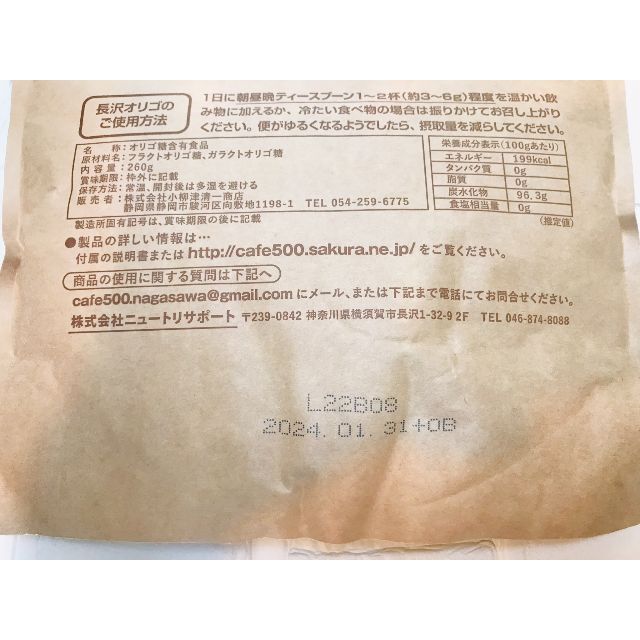 長沢オリゴの
ご使用方法
1日に朝昼晩ティースプーン1～2杯(約3～6g)程度を温かい飲
み物に加えるか、冷たい食べ物の場合は振りかけてお召し上がり
ください。便がゆるくなるようでしたら、摂取量を減らしてください。
名 称：オリゴ糖含有食品
原材料名：フラクトオリゴ糖、ガラクトオリゴ糖
内 容 量：260g
賞味期限：枠外に記載
保存方法：常温、開封後は多湿を避ける
販 売 者：株式会社小柳津清一商店
静岡県静岡市駿河区向敷地1198-1 TEL 054-259-6775
製造所固有記号は、賞味期限の後に記載
栄養成分表示(100gあたり)
エネルギー 199kcal
タンパク質 0g
脂質 0g
炭水化物 96.3g
食塩相当量 0g
(推定値)
●製品の詳しい情報は…
付属の説明書または http://cafe500.sakura.ne.jp/ をご覧ください。
商品の使用に関する質問は下記へ
cafe500.nagasawa@gmail.com にメール、または下記まで電話にてお問合せください。
株式会社ニュートリサポート 〒239-0842 神奈川県横須賀市長沢1-32-9 2F TEL 046-874-8088
L22B08
2024.01.31+OB